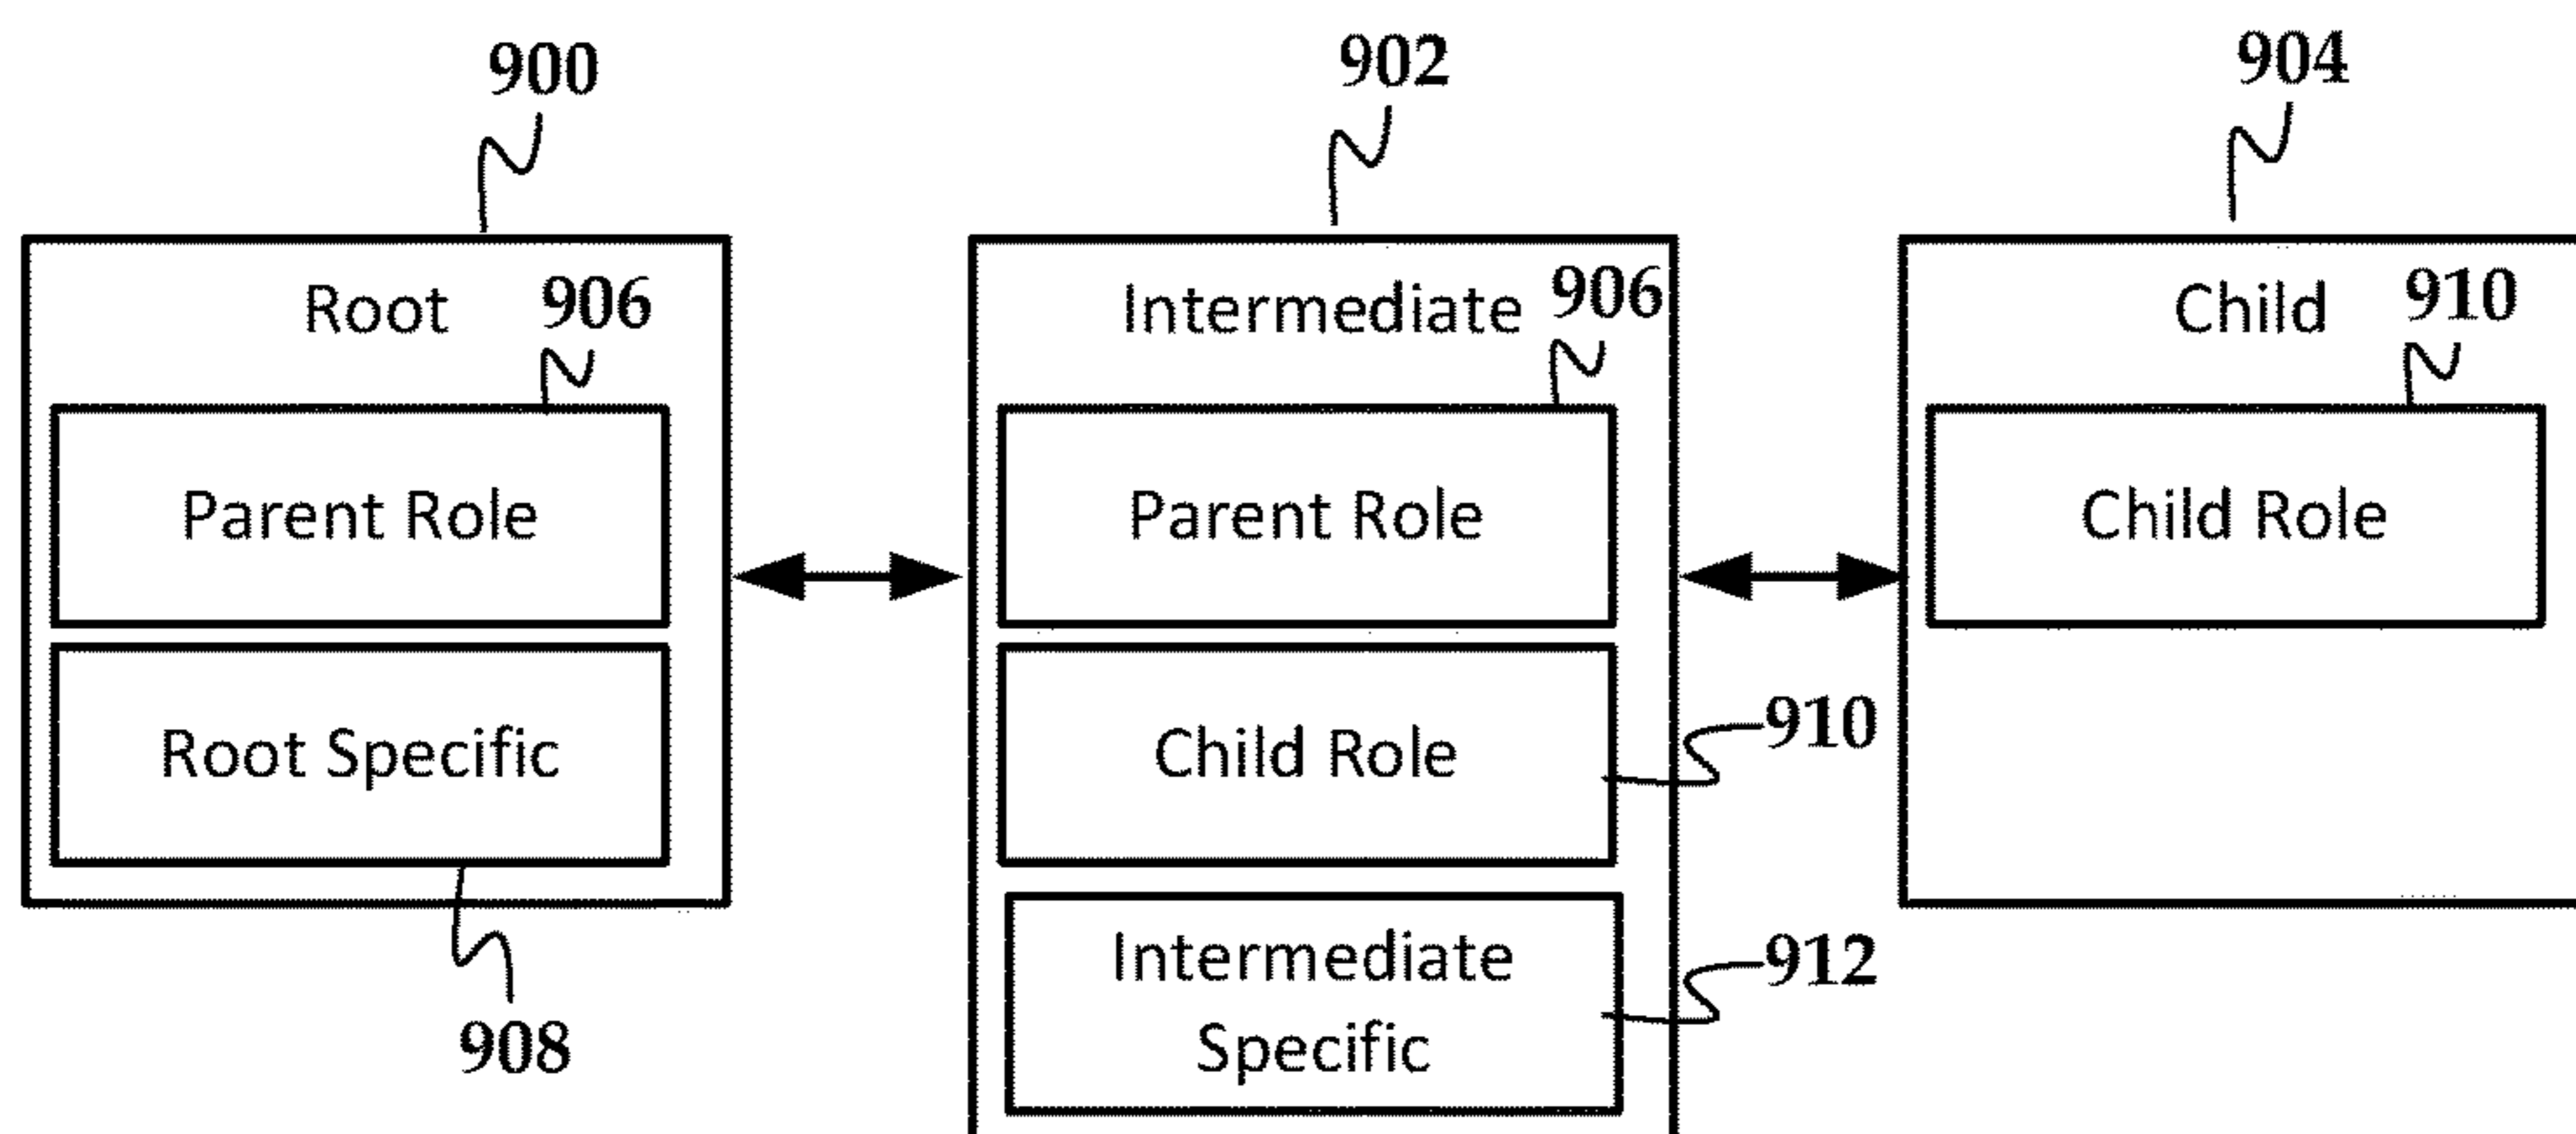 900
902
904
Root
906
Intermediate
906
Child
910
Parent Role
Parent Role
Child Role
Root Specific
Child Role
910
908
Intermediate
Specific
912